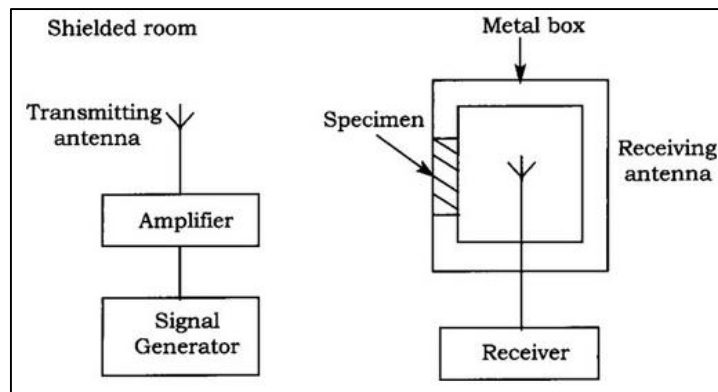 Shielded room
Metal box
Transmitting
antenna
Specimen
Receiving
antenna
Amplifier
Signal
Generator
Receiver